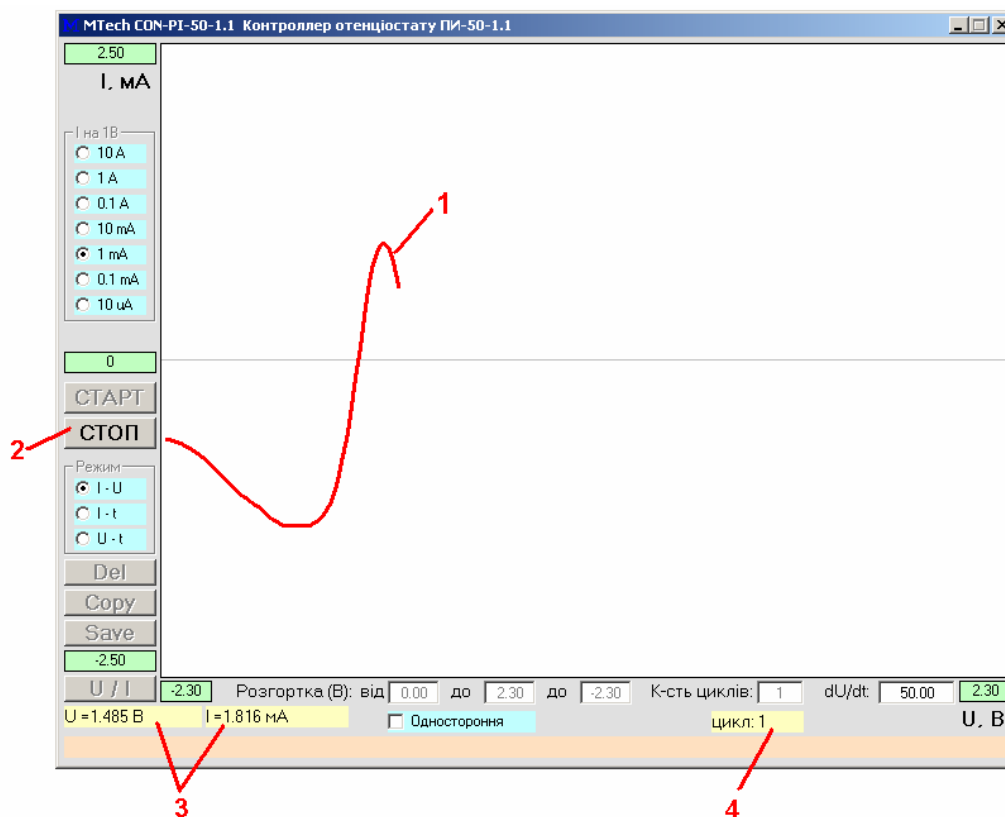 MTech CON-PI-50-1.1 Контроллер отенціостату ПИ-50-1.1
2.50
I, мА
I на 1В
10 A
1 A
0.1 A
10 mA
1 mA
0.1 mA
10 uA
1
0
СТАРТ
2 СТОП
Режим
I - U
I - t
U - t
Del
Copy
Save
-2.50
U / I -2.30 Розгортка (В): від 0.00 до 2.30 до -2.30 К-сть циклів: 1 dU/dt: 50.00 2.30
U =1.485 В I =1.816 мА Одностороння цикл: 1 U, В
3 4